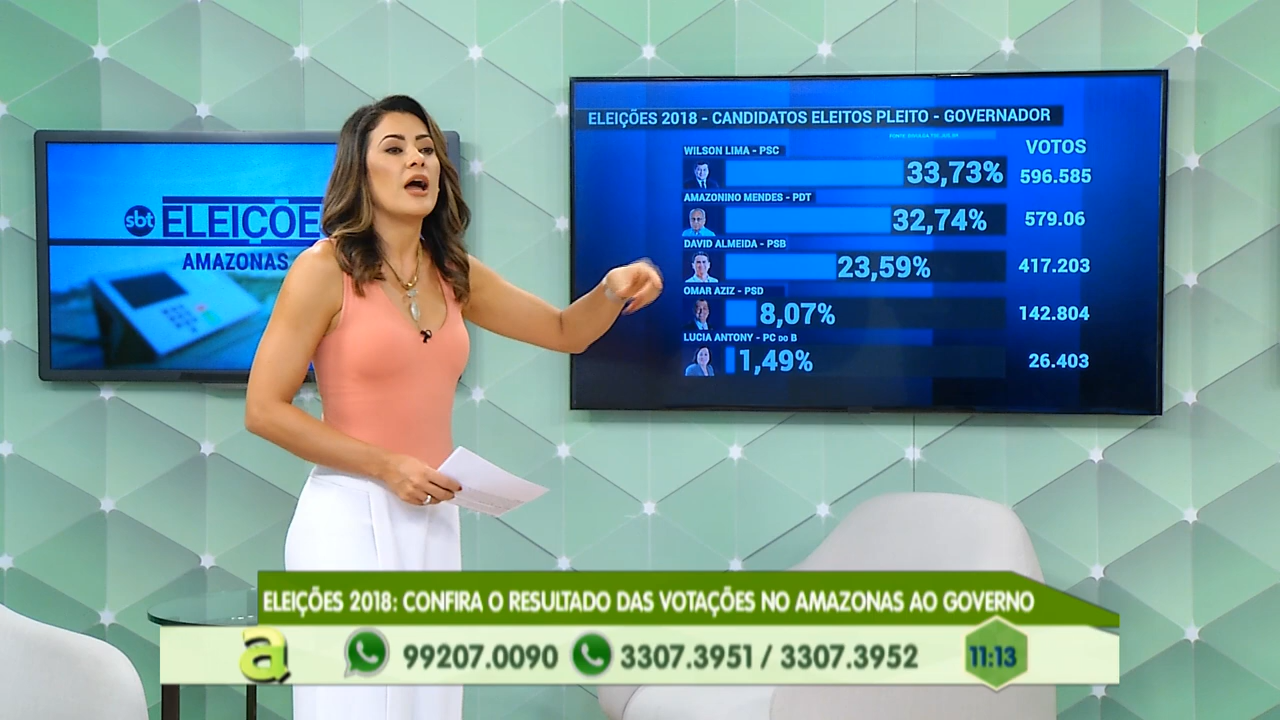 sbt ELEIÇÕE
AMAZONAS
ELEIÇÕES 2018 - CANDIDATOS ELEITOS PLEITO - GOVERNADOR
VOTOS
WILSON LIMA - PSC
33,73% 596.585
AMAZONINO MENDES - PDT
32,74% 579.06
DAVID ALMEIDA - PSB
23,59% 417.203
OMAR AZIZ - PSD
8,07% 142.804
LUCIA ANTONY - PC DO B
1,49% 26.403
ELEIÇÕES 2018: CONFIRA O RESULTADO DAS VOTAÇÕES NO AMAZONAS AO GOVERNO
a 99207.0090 3307.3951 / 3307.3952 11:13